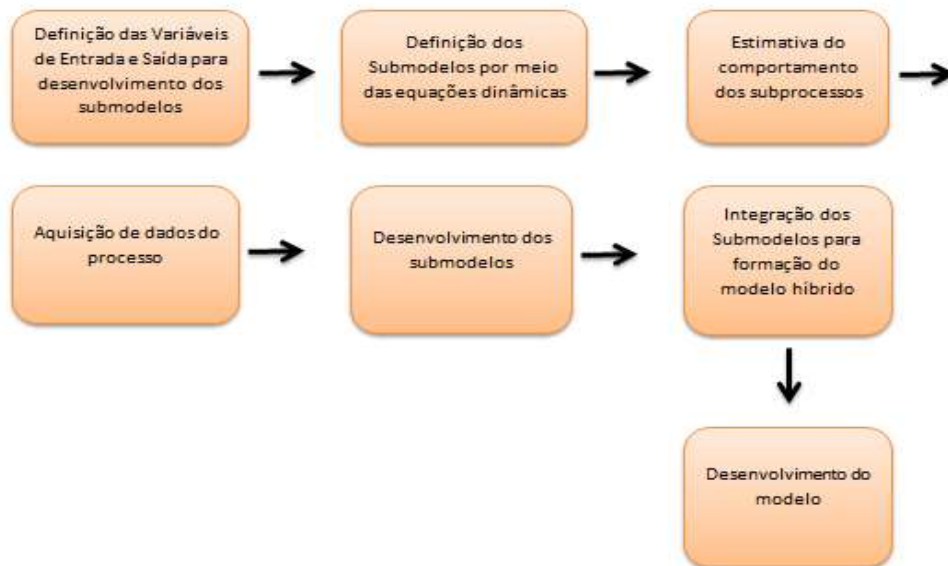 Definição das Variáveis
de Entrada e Saída para
desenvolvimento dos
submodelos
Definição dos
Submodelos por meio
das equações dinâmicas
Estimativa do
comportamento
dos subprocessos
Aquisição de dados do
processo
Desenvolvimento dos
submodelos
Integração dos
Submodelos para
formação do
modelo híbrido
Desenvolvimento do
modelo